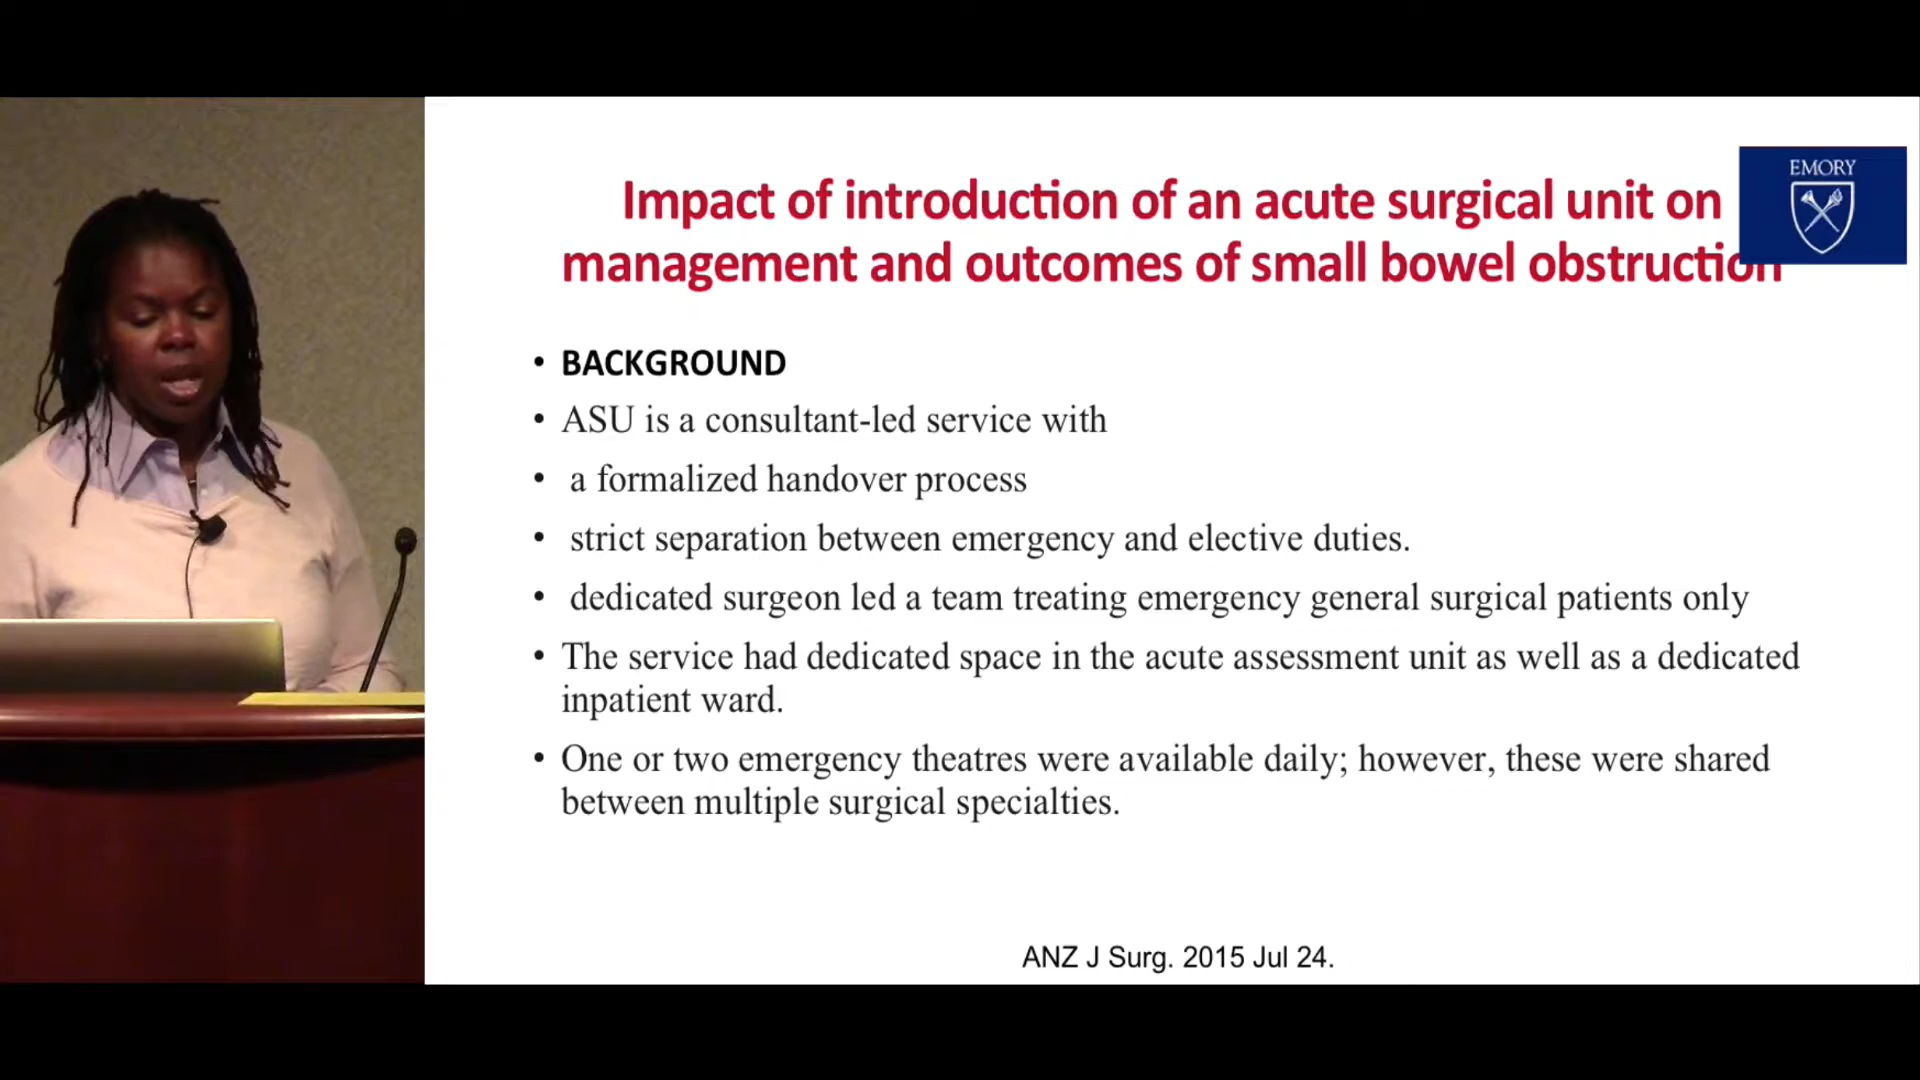 EMORY
Impact of introduction of an acute surgical unit on
management and outcomes of small bowel obstruction
• BACKGROUND
• ASU is a consultant-led service with
• a formalized handover process
• strict separation between emergency and elective duties.
• dedicated surgeon led a team treating emergency general surgical patients only
• The service had dedicated space in the acute assessment unit as well as a dedicated
inpatient ward.
• One or two emergency theatres were available daily; however, these were shared
between multiple surgical specialties.
ANZ J Surg. 2015 Jul 24.